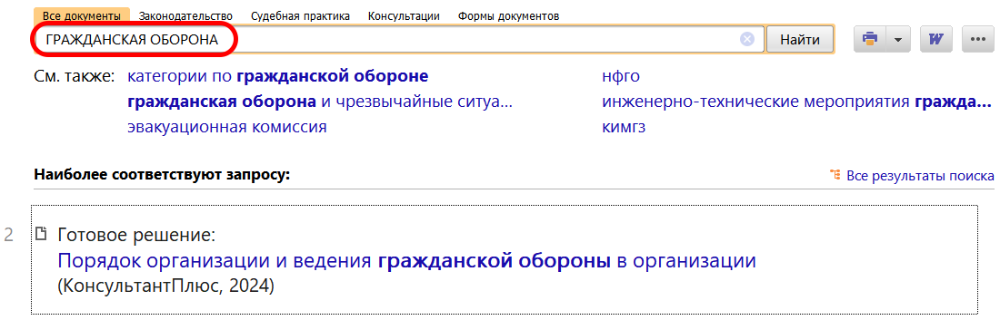 Все документы Законодательство Судебная практика Консультации Формы документов
ГРАЖДАНСКАЯ ОБОРОНА Найти W
См. также: категории по гражданской обороне нфго
гражданская оборона и чрезвычайные ситуа... инженерно-технические мероприятия гражда...
эвакуационная комиссия кимгз
Наиболее соответствуют запросу: Все результаты поиска
2 Готовое решение:
Порядок организации и ведения гражданской обороны в организации
(КонсультантПлюс, 2024)